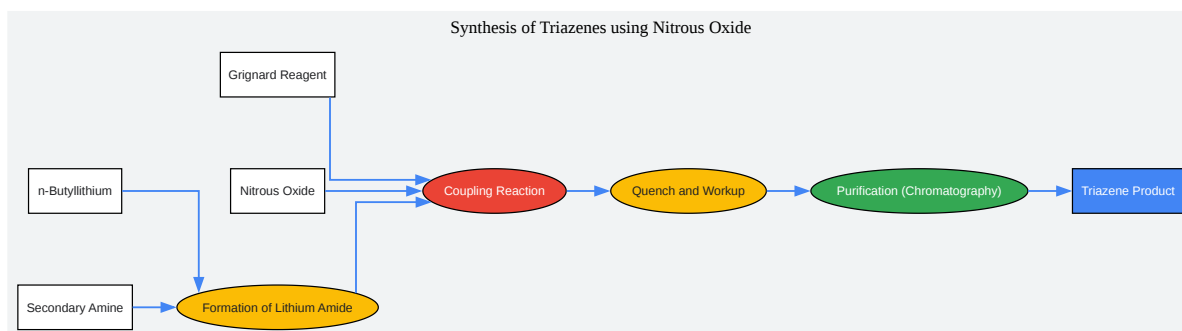 Synthesis of Triazenes using Nitrous Oxide
Grignard Reagent
n-Butyllithium
Nitrous Oxide
Coupling Reaction
Quench and Workup
Purification (Chromatography)
Triazene Product
Secondary Amine
Formation of Lithium Amide